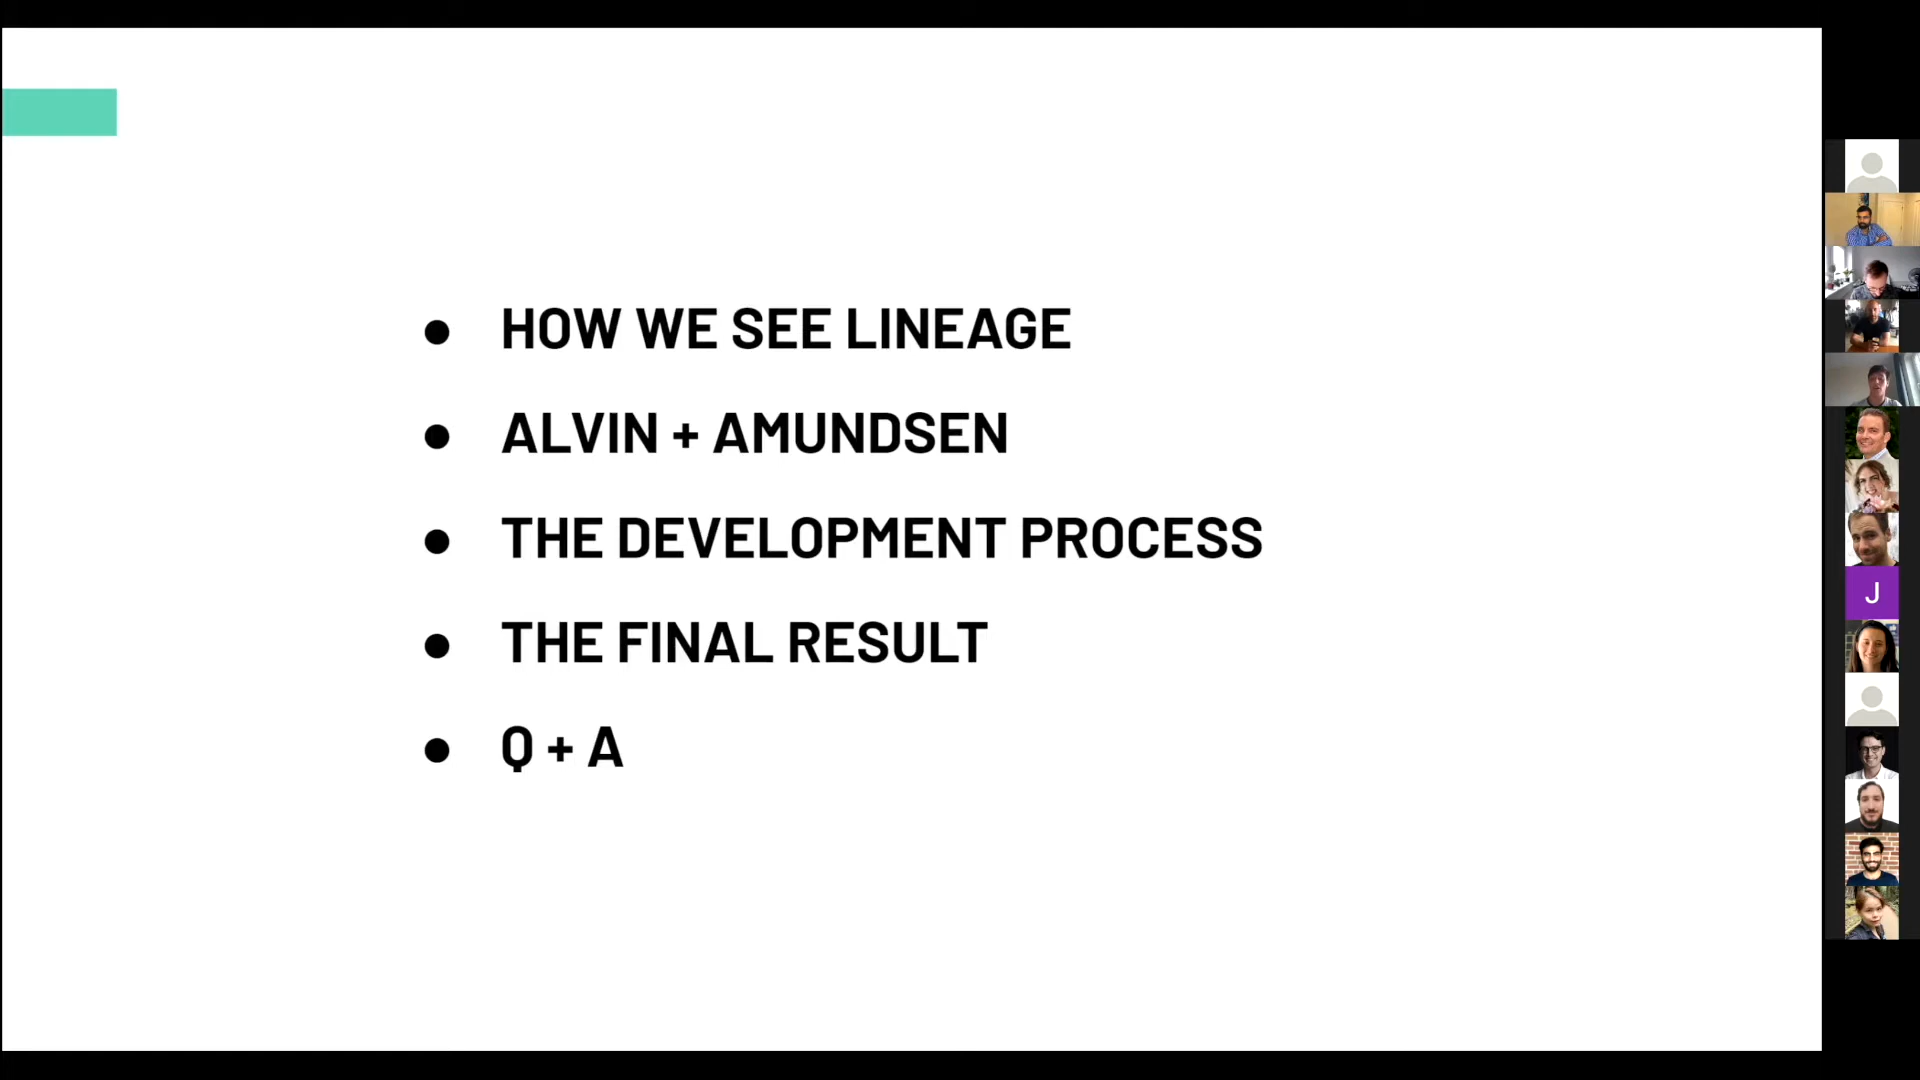 HOW WE SEE LINEAGE
ALVIN + AMUNDSEN
THE DEVELOPMENT PROCESS
THE FINAL RESULT
Q + A
J